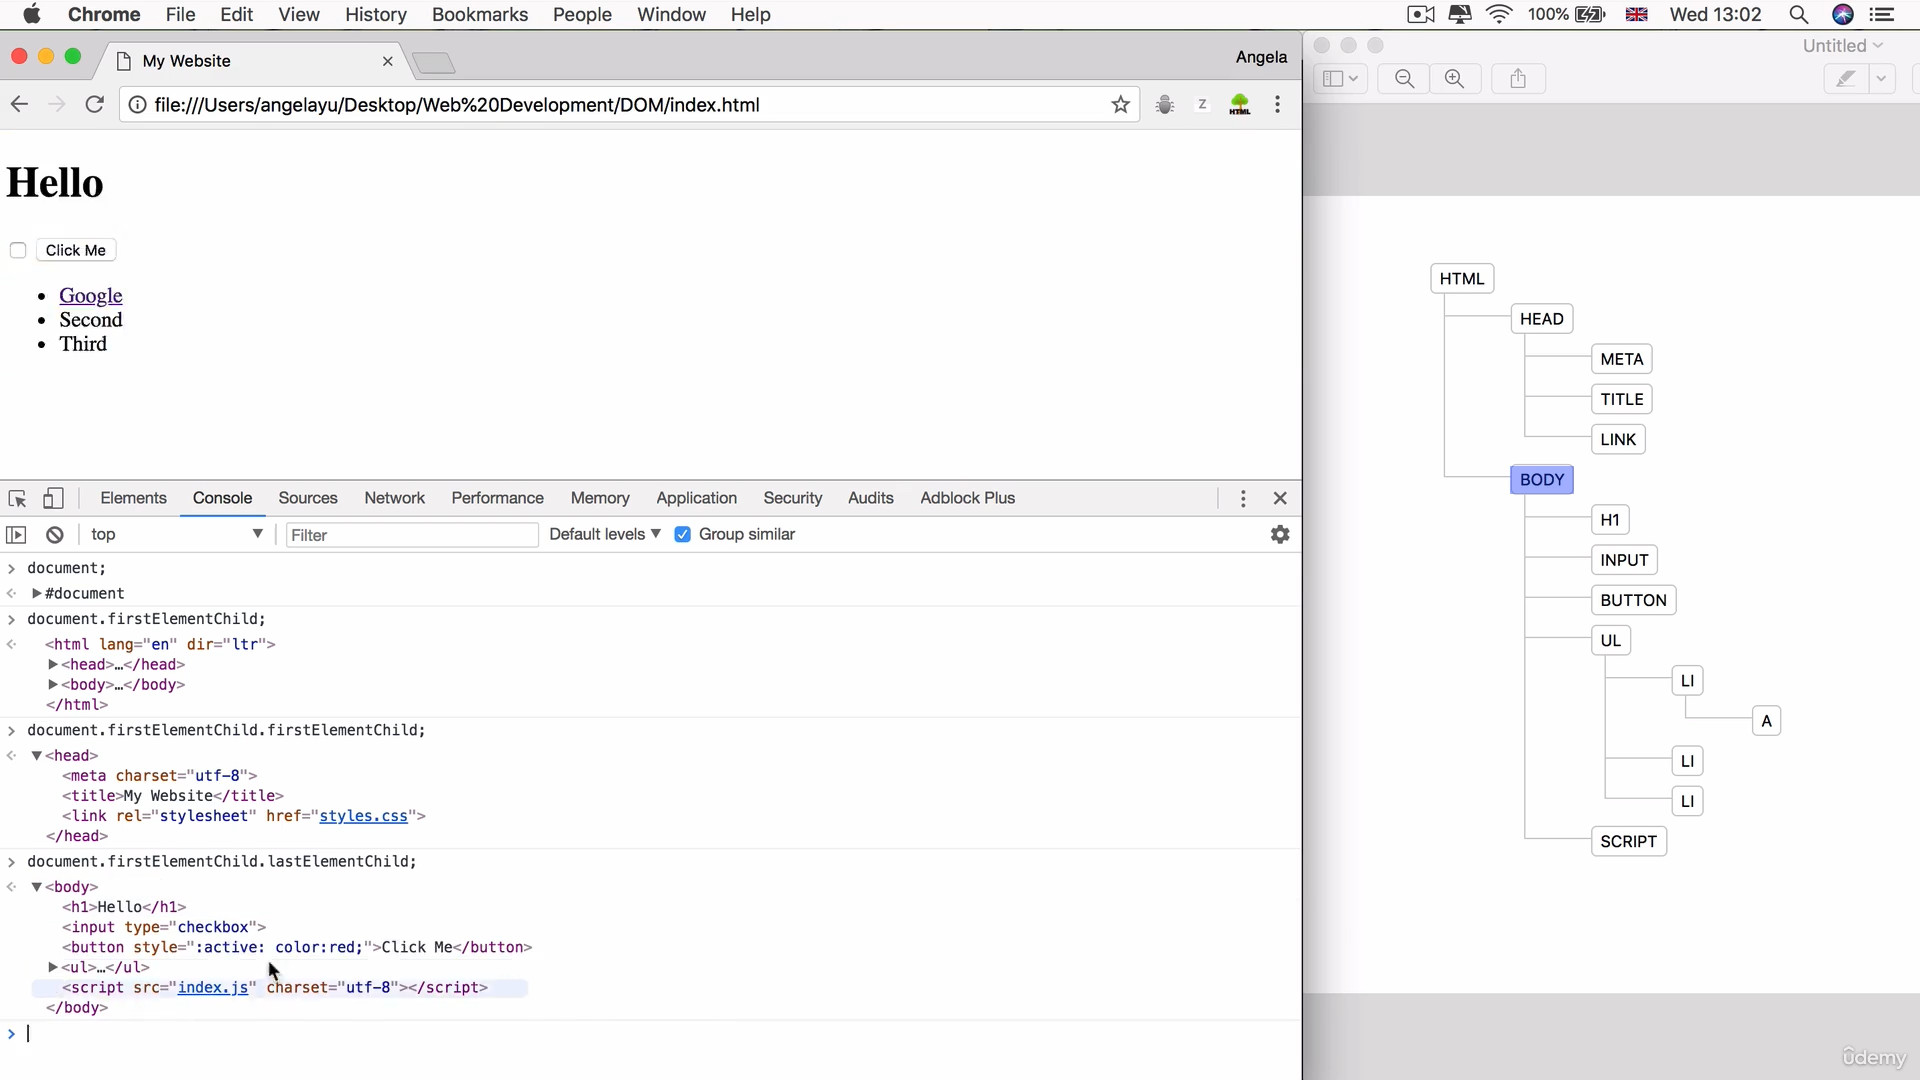 Chrome File Edit View History Bookmarks People Window Help
100% Wed 13:02
My Website
Angela
file:///Users/angelayu/Desktop/Web%20Development/DOM/index.html
Z
HTML
Hello
Click Me
Google
Second
Third
Elements Console Sources Network Performance Memory Application Security Audits Adblock Plus
top Filter Default levels Group similar
document;
#document
document.firstElementChild;
<html lang="en" dir="ltr">
<head>…</head>
<body>…</body>
</html>
document.firstElementChild.firstElementChild;
<head>
<meta charset="utf-8">
<title>My Website</title>
<link rel="stylesheet" href="styles.css">
</head>
document.firstElementChild.lastElementChild;
<body>
<h1>Hello</h1>
<input type="checkbox">
<button style=":active: color:red;">Click Me</button>
<ul>…</ul>
<script src="index.js" charset="utf-8"></script>
</body>
Untitled
HTML
HEAD
META
TITLE
LINK
BODY
H1
INPUT
BUTTON
UL
LI
A
LI
LI
SCRIPT
ûdemy